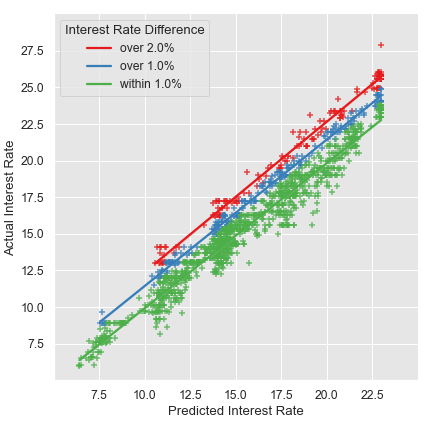 Interest Rate Difference
over 2.0%
over 1.0%
within 1.0%
Actual Interest Rate
27.5
25.0
22.5
20.0
17.5
15.0
12.5
10.0
7.5
7.5 10.0 12.5 15.0 17.5 20.0 22.5
Predicted Interest Rate